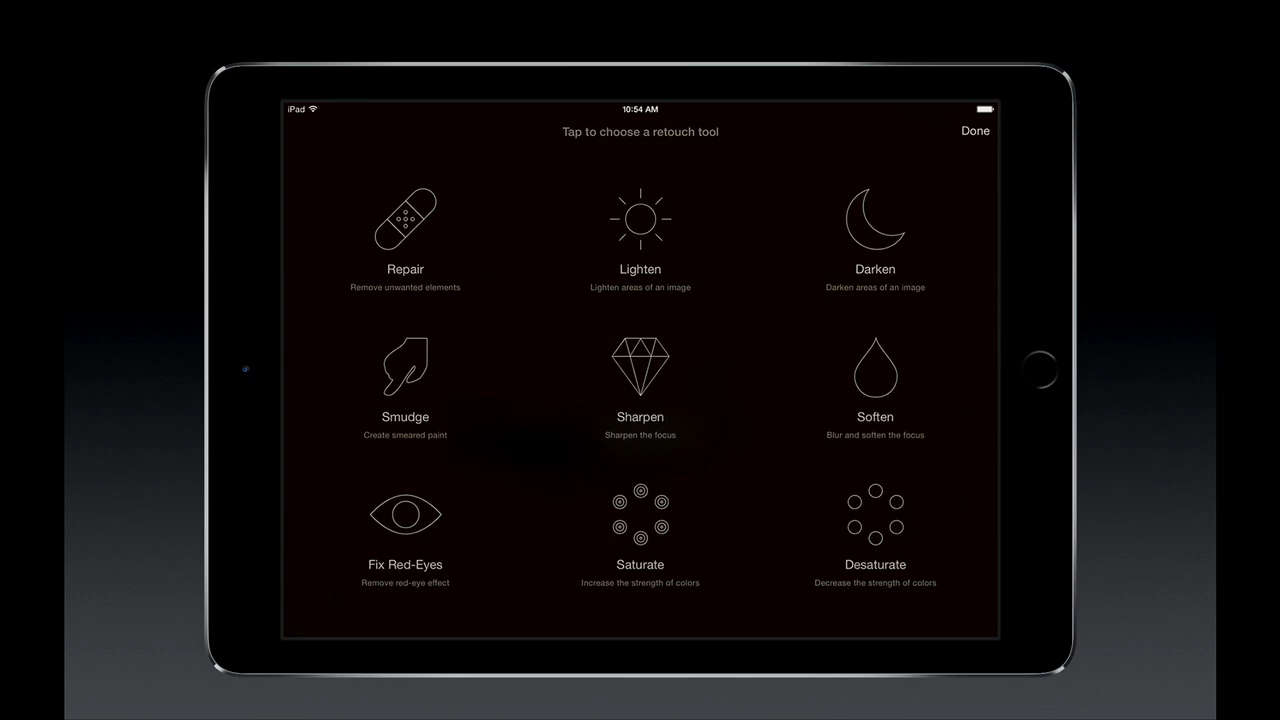 iPad 10:54 AM
Tap to choose a retouch tool Done
Repair Lighten Darken
Remove unwanted elements Lighten areas of an image Darken areas of an image
Smudge Sharpen Soften
Create smeared paint Sharpen the focus Blur and soften the focus
Fix Red-Eyes Saturate Desaturate
Remove red-eye effect Increase the strength of colors Decrease the strength of colors